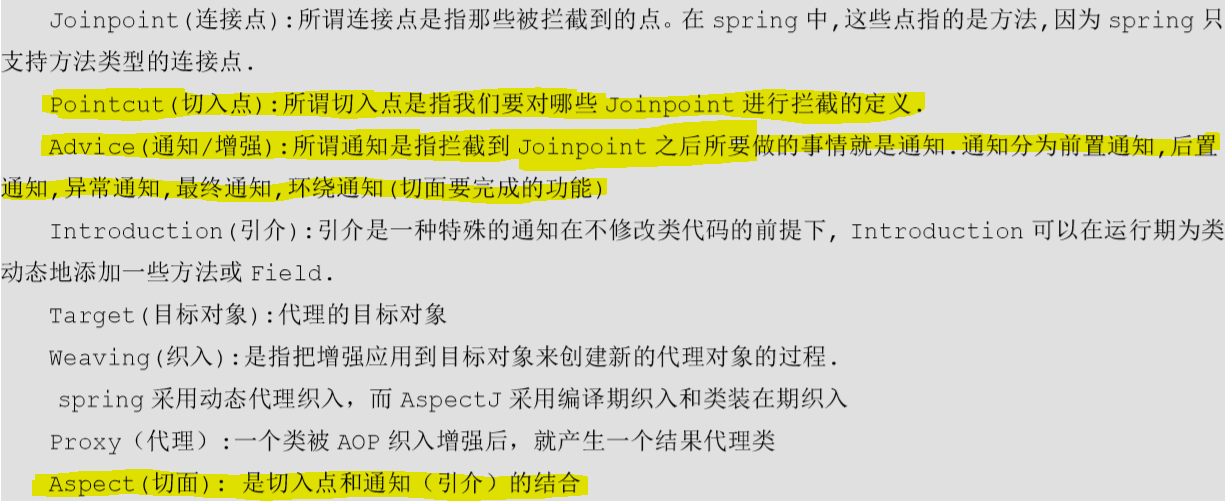 Joinpoint(连接点):所谓连接点是指那些被拦截到的点。在 spring 中,这些点指的是方法,因为 spring 只
支持方法类型的连接点.
Pointcut(切入点):所谓切入点是指我们要对哪些 Joinpoint 进行拦截的定义.
Advice(通知/增强):所谓通知是指拦截到 Joinpoint 之后所要做的事情就是通知.通知分为前置通知,后置
通知,异常通知,最终通知,环绕通知(切面要完成的功能)
Introduction(引介):引介是一种特殊的通知在不修改类代码的前提下, Introduction 可以在运行期为类
动态地添加一些方法或 Field.
Target(目标对象):代理的目标对象
Weaving(织入):是指把增强应用到目标对象来创建新的代理对象的过程.
spring 采用动态代理织入，而 AspectJ 采用编译期织入和类装在期织入
Proxy（代理）:一个类被 AOP 织入增强后，就产生一个结果代理类
Aspect(切面): 是切入点和通知（引介）的结合